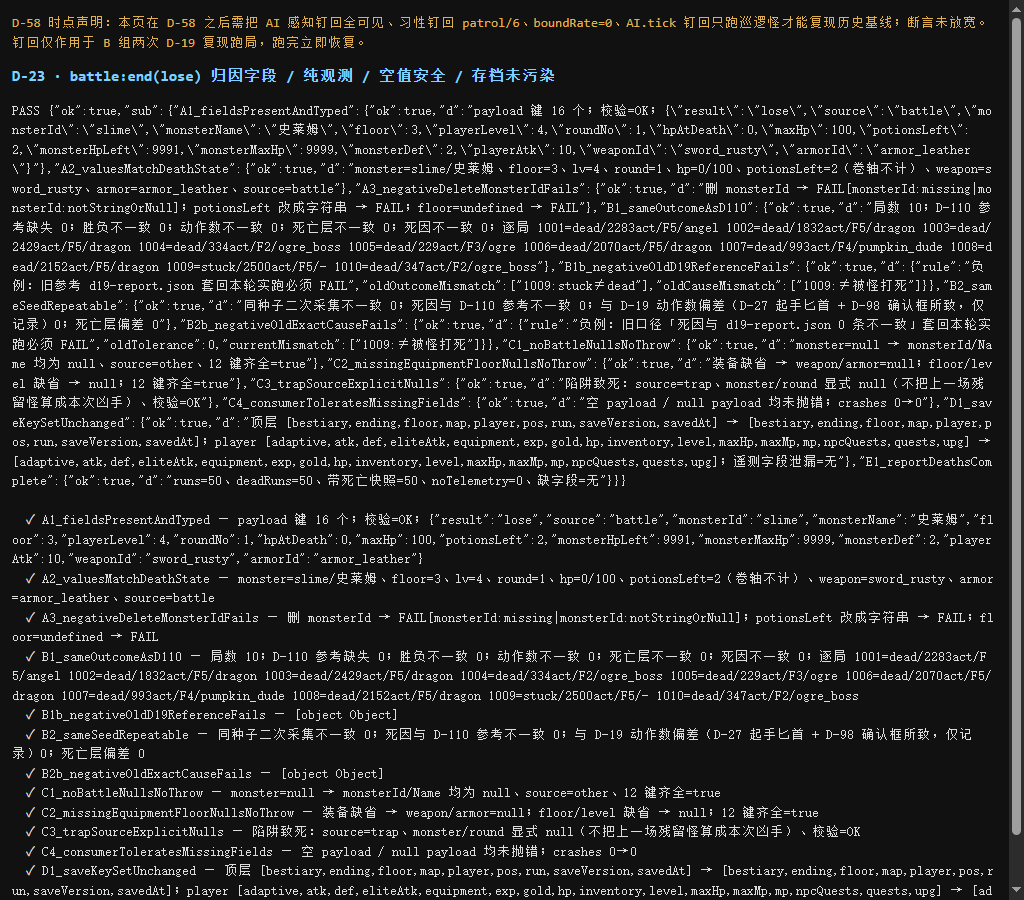 D-58 时点声明：本页在 D-58 之后需把 AI 感知钉回全可见、习性钉回 patrol/6、boundRate=0、AI.tick 钉回只跑巡逻怪才能复现历史基线；断言未放宽。
钉回仅作用于 B 组两次 D-19 复现跑局，跑完立即恢复。
D-23 · battle:end(lose) 归因字段 / 纯观测 / 空值安全 / 存档未污染
PASS {"ok":true,"sub":{"A1_fieldsPresentAndTyped":{"ok":true,"d":"payload 键 16 个；校验=OK；{\"result\":\"lose\",\"source\":\"battle\",\"mo
nsterId\":\"slime\",\"monsterName\":\"史莱姆\",\"floor\":3,\"playerLevel\":4,\"roundNo\":1,\"hpAtDeath\":0,\"maxHp\":100,\"potionsLeft\":
2,\"monsterHpLeft\":9991,\"monsterMaxHp\":9999,\"monsterDef\":2,\"playerAtk\":10,\"weaponId\":\"sword_rusty\",\"armorId\":\"armor_leather
\"}"},"A2_valuesMatchDeathState":{"ok":true,"d":"monster=slime/史莱姆、floor=3、lv=4、round=1、hp=0/100、potionsLeft=2（卷轴不计）、weapon=s
word_rusty、armor=armor_leather、source=battle"},"A3_negativeDeleteMonsterIdFails":{"ok":true,"d":"删 monsterId → FAIL[monsterId:missing|mo
nsterId:notStringOrNull]；potionsLeft 改成字符串 → FAIL；floor=undefined → FAIL"},"B1_sameOutcomeAsD110":{"ok":true,"d":"局数 10；D-110 参
考缺失 0；胜负不一致 0；动作数不一致 0；死亡层不一致 0；死因不一致 0；逐局 1001=dead/2283act/F5/angel 1002=dead/1832act/F5/dragon 1003=dead/
2429act/F5/dragon 1004=dead/334act/F2/ogre_boss 1005=dead/229act/F3/ogre 1006=dead/2070act/F5/dragon 1007=dead/993act/F4/pumpkin_dude 1008=d
ead/2152act/F5/dragon 1009=stuck/2500act/F5/- 1010=dead/347act/F2/ogre_boss"},"B1b_negativeOldD19ReferenceFails":{"ok":true,"d":{"rule":"负
例：旧参考 d19-report.json 套回本轮实跑必须 FAIL","oldOutcomeMismatch":["1009:stuck≠dead"],"oldCauseMismatch":["1009:≠被怪打死"]}},"B2_sam
eSeedRepeatable":{"ok":true,"d":"同种子二次采集不一致 0；死因与 D-110 参考不一致 0；与 D-19 动作数偏差（D-27 起手匕首 + D-98 确认框所致，仅
记录）0；死亡层偏差 0"},"B2b_negativeOldExactCauseFails":{"ok":true,"d":{"rule":"负例：旧口径「死因与 d19-report.json 0 条不一致」套回本轮实
跑必须 FAIL","oldTolerance":0,"currentMismatch":["1009:≠被怪打死"]}},"C1_noBattleNullsNoThrow":{"ok":true,"d":"monster=null → monsterId/Na
me 均为 null、source=other、12 键齐全=true"},"C2_missingEquipmentFloorNullsNoThrow":{"ok":true,"d":"装备缺省 → weapon/armor=null；floor/lev
el 缺省 → null；12 键齐全=true"},"C3_trapSourceExplicitNulls":{"ok":true,"d":"陷阱致死：source=trap、monster/round 显式 null（不把上一场残
留怪算成本次凶手）、校验=OK"},"C4_consumerToleratesMissingFields":{"ok":true,"d":"空 payload / null payload 均未抛错；crashes 0→0"},"D1_sav
eKeySetUnchanged":{"ok":true,"d":"顶层 [bestiary,ending,floor,map,player,pos,run,saveVersion,savedAt] → [bestiary,ending,floor,map,player,p
os,run,saveVersion,savedAt]；player [adaptive,atk,def,eliteAtk,equipment,exp,gold,hp,inventory,level,maxHp,maxMp,mp,npcQuests,quests,upg] →
[adaptive,atk,def,eliteAtk,equipment,exp,gold,hp,inventory,level,maxHp,maxMp,mp,npcQuests,quests,upg]；遥测字段泄漏=无"},"E1_reportDeathsCom
plete":{"ok":true,"d":"runs=50、deadRuns=50、带死亡快照=50、noTelemetry=0、缺字段=无"}}}
✓ A1_fieldsPresentAndTyped — payload 键 16 个；校验=OK；{"result":"lose","source":"battle","monsterId":"slime","monsterName":"史莱姆","fl
oor":3,"playerLevel":4,"roundNo":1,"hpAtDeath":0,"maxHp":100,"potionsLeft":2,"monsterHpLeft":9991,"monsterMaxHp":9999,"monsterDef":2,"player
Atk":10,"weaponId":"sword_rusty","armorId":"armor_leather"}
✓ A2_valuesMatchDeathState — monster=slime/史莱姆、floor=3、lv=4、round=1、hp=0/100、potionsLeft=2（卷轴不计）、weapon=sword_rusty、armor
=armor_leather、source=battle
✓ A3_negativeDeleteMonsterIdFails — 删 monsterId → FAIL[monsterId:missing|monsterId:notStringOrNull]；potionsLeft 改成字符串 → FAIL；fl
oor=undefined → FAIL
✓ B1_sameOutcomeAsD110 — 局数 10；D-110 参考缺失 0；胜负不一致 0；动作数不一致 0；死亡层不一致 0；死因不一致 0；逐局 1001=dead/2283act/F
5/angel 1002=dead/1832act/F5/dragon 1003=dead/2429act/F5/dragon 1004=dead/334act/F2/ogre_boss 1005=dead/229act/F3/ogre 1006=dead/2070act/F5/
dragon 1007=dead/993act/F4/pumpkin_dude 1008=dead/2152act/F5/dragon 1009=stuck/2500act/F5/- 1010=dead/347act/F2/ogre_boss
✓ B1b_negativeOldD19ReferenceFails — [object Object]
✓ B2_sameSeedRepeatable — 同种子二次采集不一致 0；死因与 D-110 参考不一致 0；与 D-19 动作数偏差（D-27 起手匕首 + D-98 确认框所致，仅记
录）0；死亡层偏差 0
✓ B2b_negativeOldExactCauseFails — [object Object]
✓ C1_noBattleNullsNoThrow — monster=null → monsterId/Name 均为 null、source=other、12 键齐全=true
✓ C2_missingEquipmentFloorNullsNoThrow — 装备缺省 → weapon/armor=null；floor/level 缺省 → null；12 键齐全=true
✓ C3_trapSourceExplicitNulls — 陷阱致死：source=trap、monster/round 显式 null（不把上一场残留怪算成本次凶手）、校验=OK
✓ C4_consumerToleratesMissingFields — 空 payload / null payload 均未抛错；crashes 0→0
✓ D1_saveKeySetUnchanged — 顶层 [bestiary,ending,floor,map,player,pos,run,saveVersion,savedAt] → [bestiary,ending,floor,map,player,pos,r
un,saveVersion,savedAt]；player [adaptive,atk,def,eliteAtk,equipment,exp,gold,hp,inventory,level,maxHp,maxMp,mp,npcQuests,quests,upg] → [ad